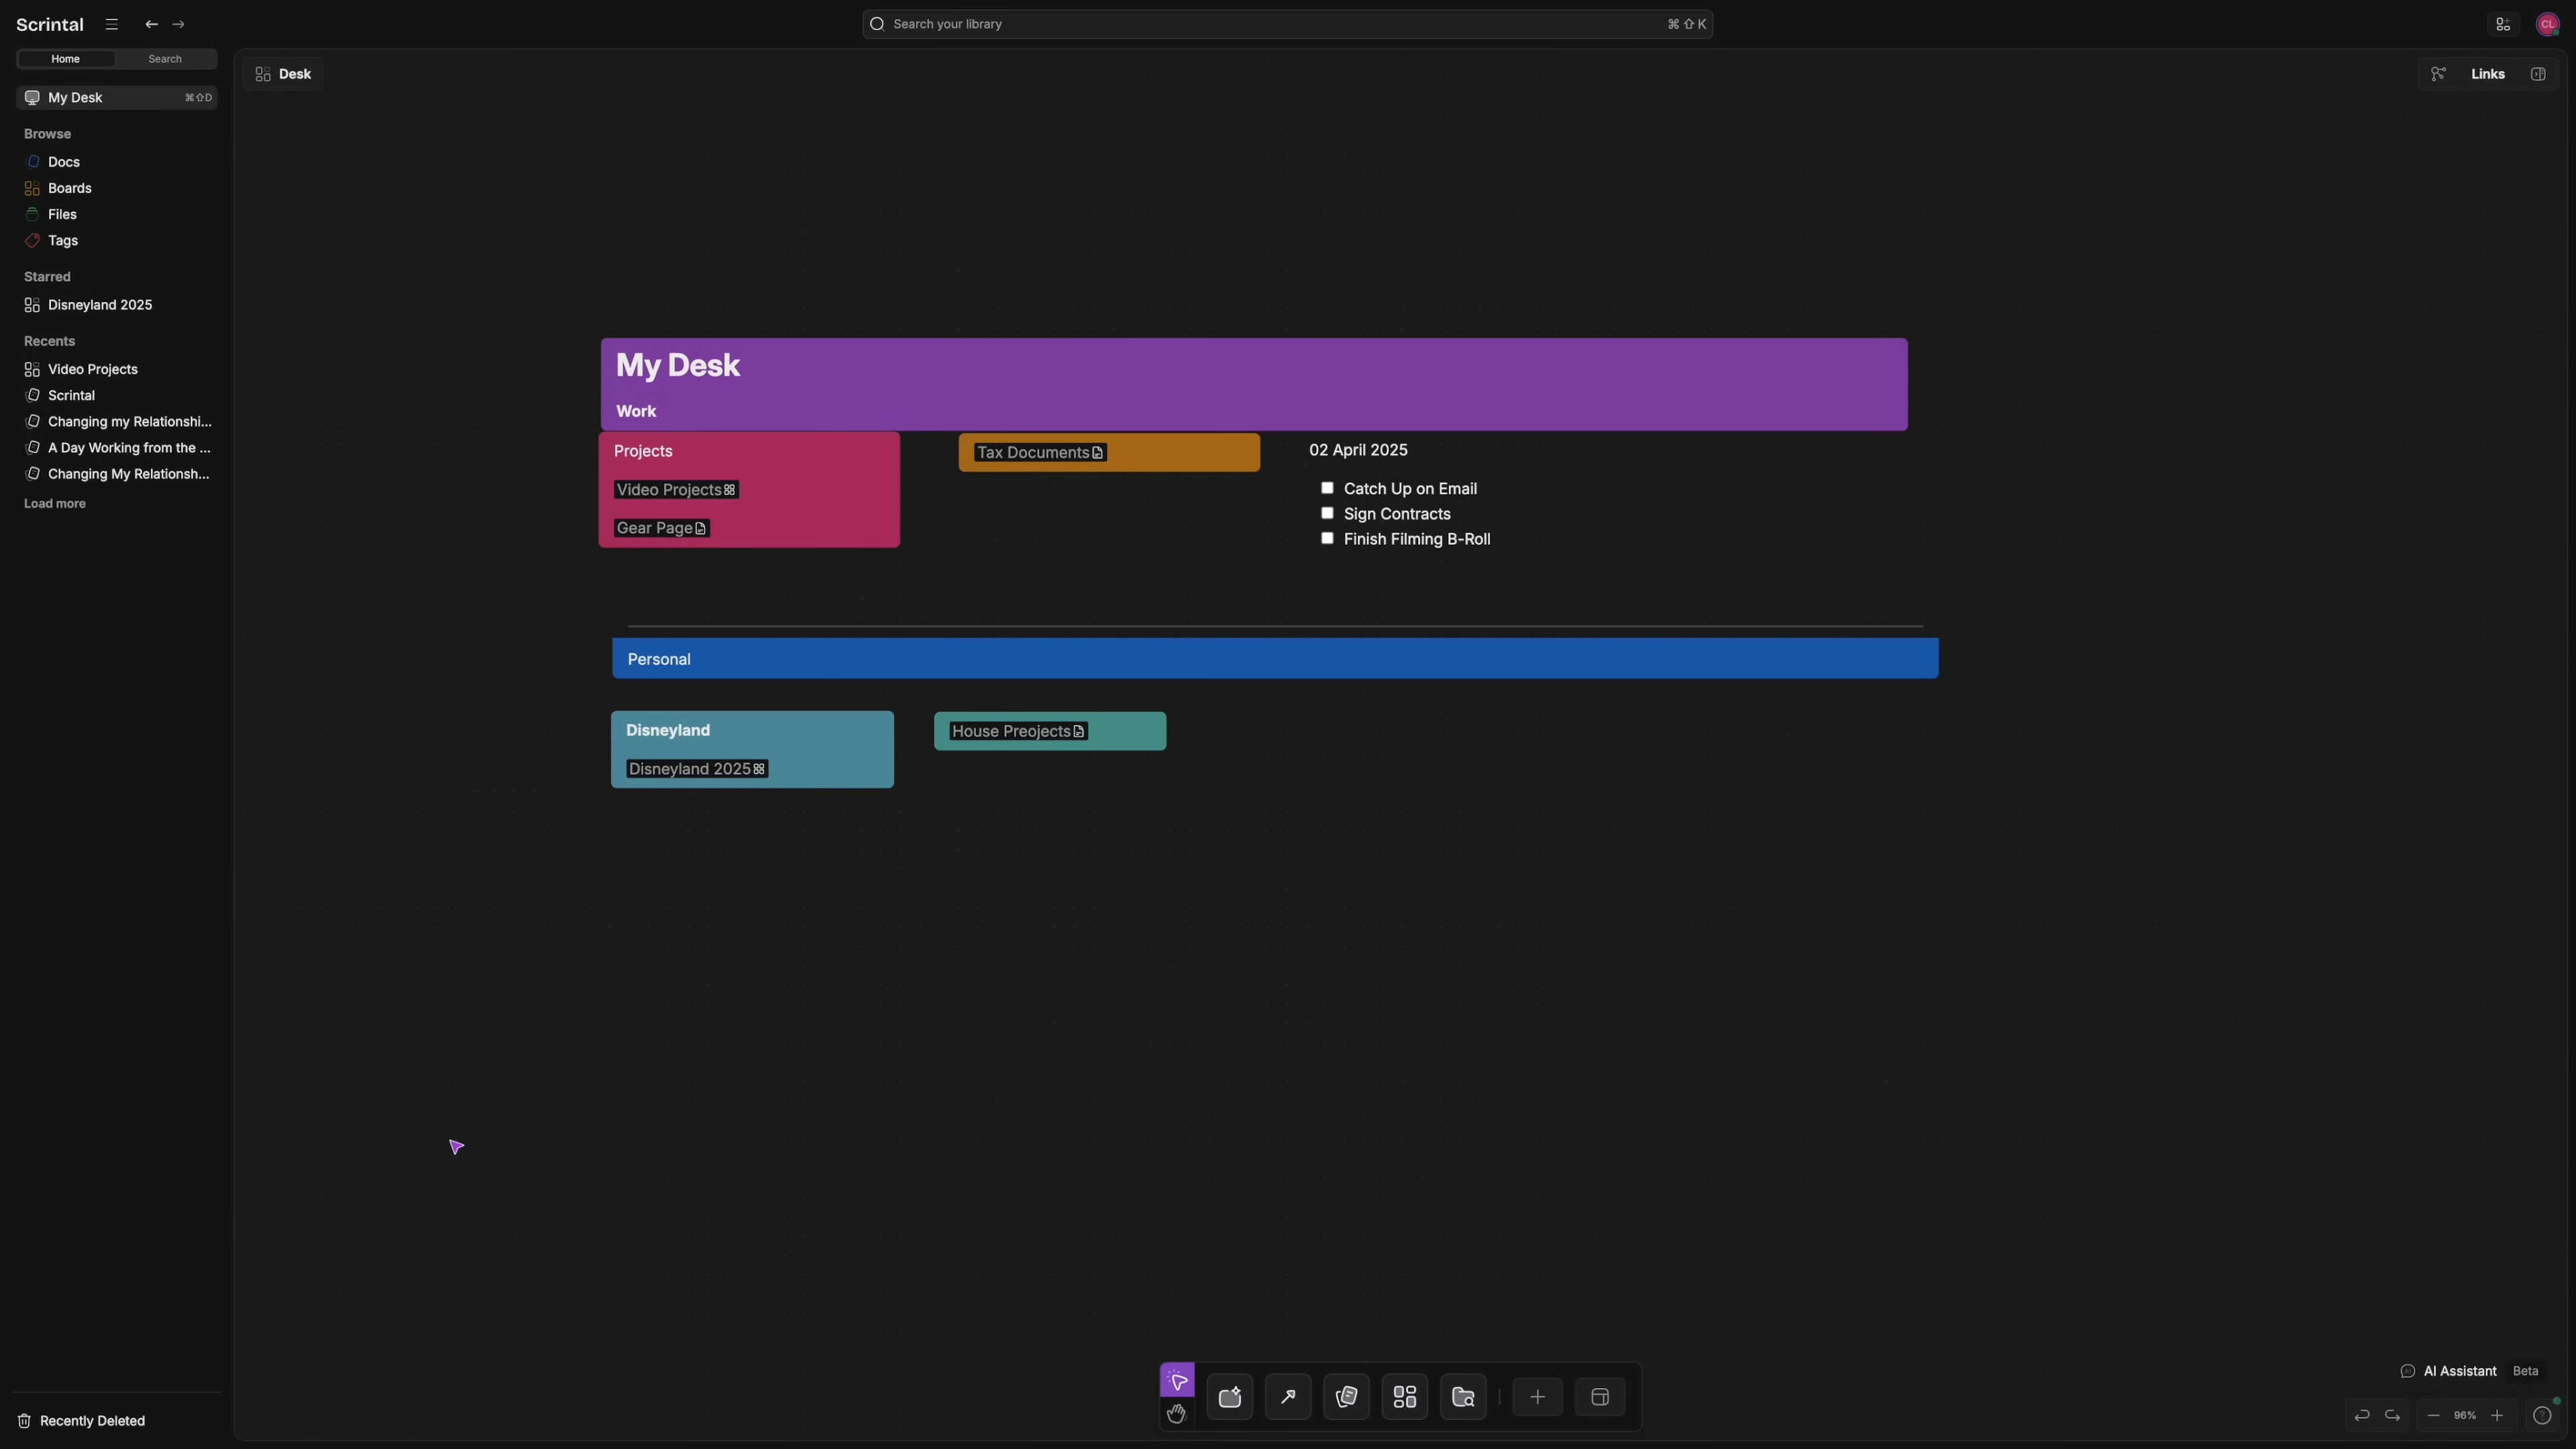 Scrintal
Search your library
⌘ ⇧ K
CL
Home
Search
My Desk
⌘⇧D
Browse
Docs
Boards
Files
Tags
Starred
Disneyland 2025
Recents
Video Projects
Scrintal
Changing my Relationshi...
A Day Working from the ...
Changing My Relationsh...
Load more
Recently Deleted
Desk
Links
My Desk
Work
Projects
Video Projects
Gear Page
Tax Documents
02 April 2025
Catch Up on Email
Sign Contracts
Finish Filming B-Roll
Personal
Disneyland
Disneyland 2025
House Preojects
AI Assistant
Beta
96%